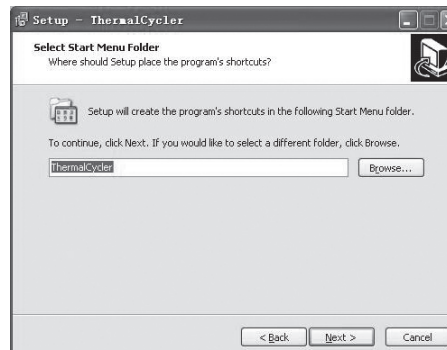 Setup - ThermalCycler
Select Start Menu Folder
Where should Setup place the program's shortcuts?
Setup will create the program's shortcuts in the following Start Menu folder.
To continue, click Next. If you would like to select a different folder, click Browse.
ThermalCycler
Browse...
< Back
Next >
Cancel